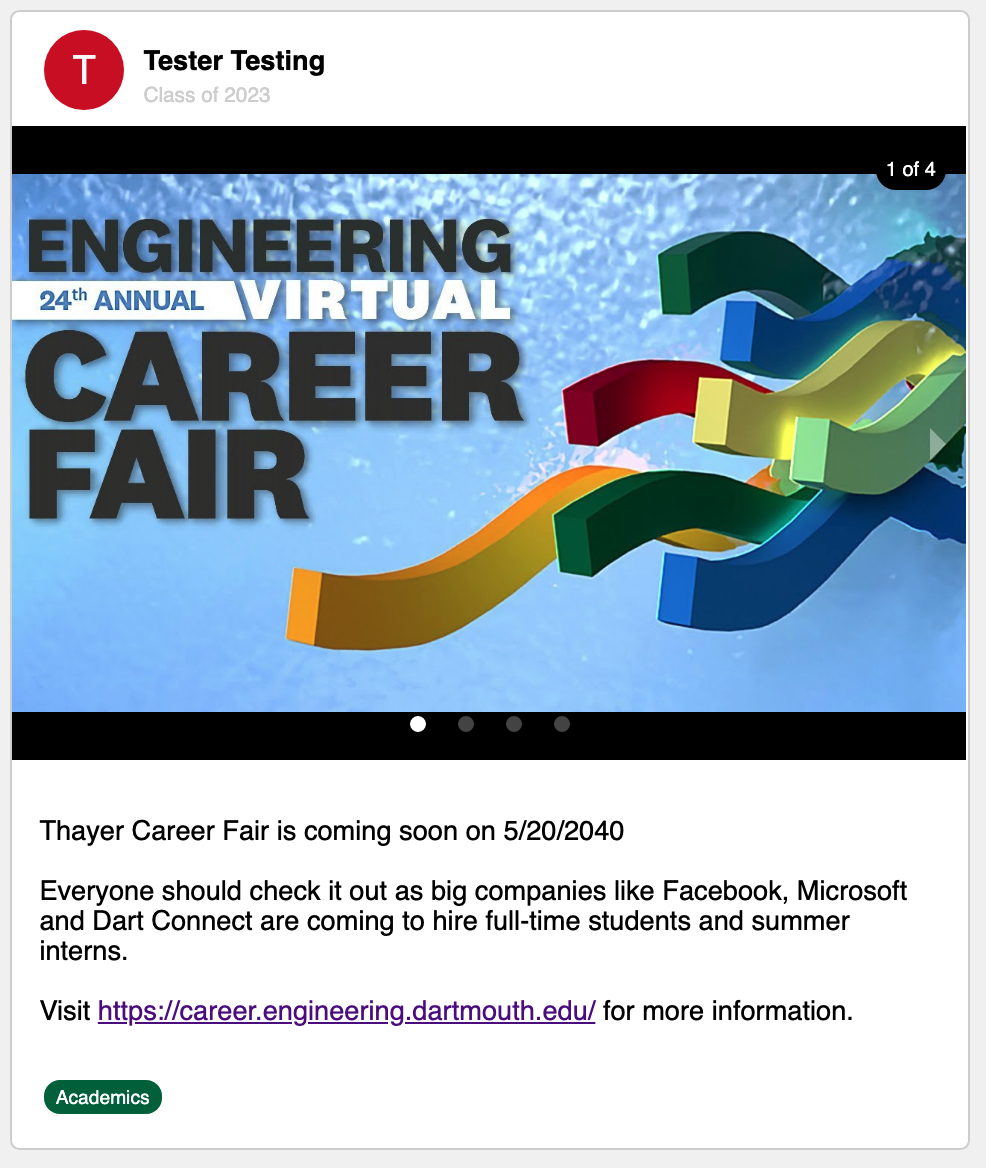 T
Tester Testing
Class of 2023
1 of 4
ENGINEERING
24th ANNUAL VIRTUAL
CAREER
FAIR
Thayer Career Fair is coming soon on 5/20/2040
Everyone should check it out as big companies like Facebook, Microsoft
and Dart Connect are coming to hire full-time students and summer
interns.
Visit https://career.engineering.dartmouth.edu/ for more information.
Academics